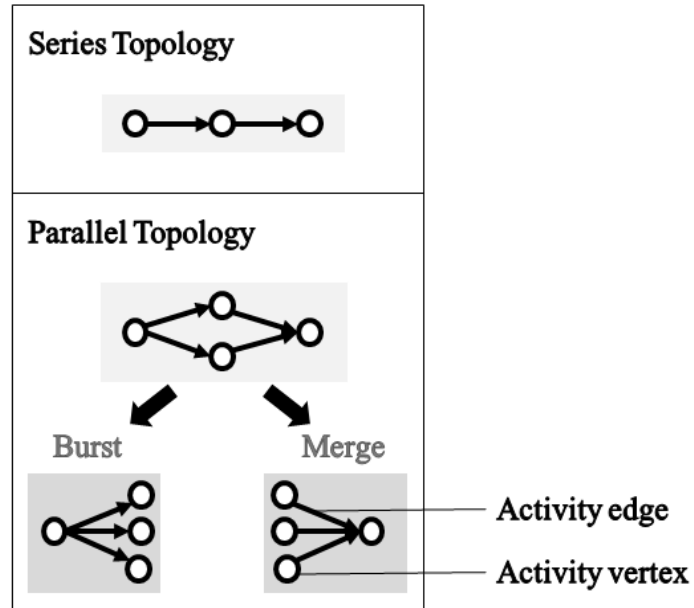 Series Topology
Parallel Topology
Burst
Merge
Activity edge
Activity vertex